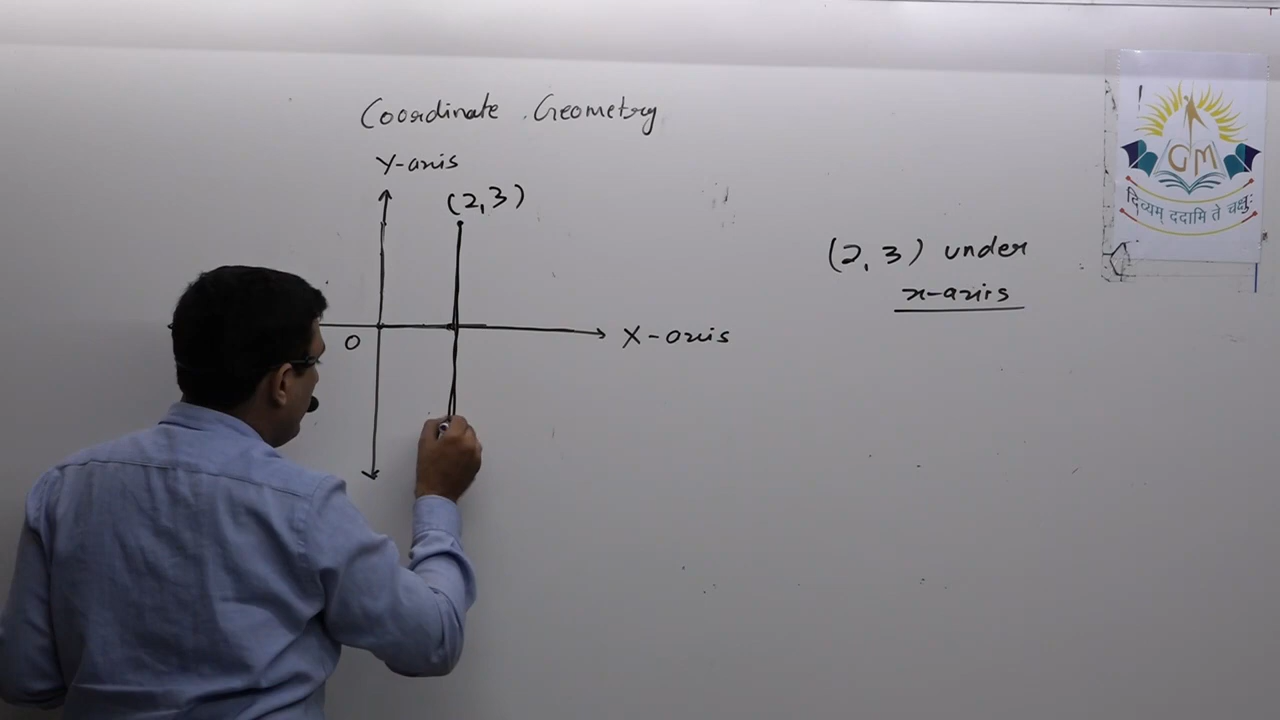 Coordinate Geometry
Y-axis
(2,3)
O
X-axis
(2, 3) under
x-axis
GM
दिव्यम् ददामि ते चक्षुः